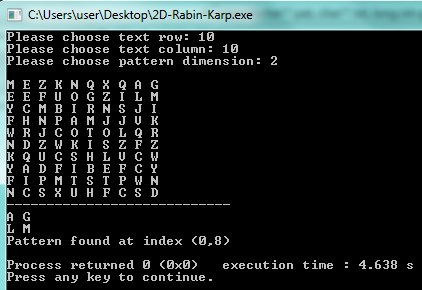 C:\Users\user\Desktop\2D-Rabin-Karp.exe
Please choose text row: 10
Please choose text column: 10
Please choose pattern dimension: 2
M E Z K N Q X Q A G
E E F U O G Z I L M
Y C M B I R N S J I
F H N P A M J J V K
W R J C O T O L Q R
N D Z W K I S Z F Z
K Q U C S H L V C W
Y A D F I B E F C Y
F I P M T S T P W N
N C S X U H F C S D
------------------------------
A G
L M
Pattern found at index (0,8)
Process returned 0 (0x0)   execution time : 4.638 s
Press any key to continue.